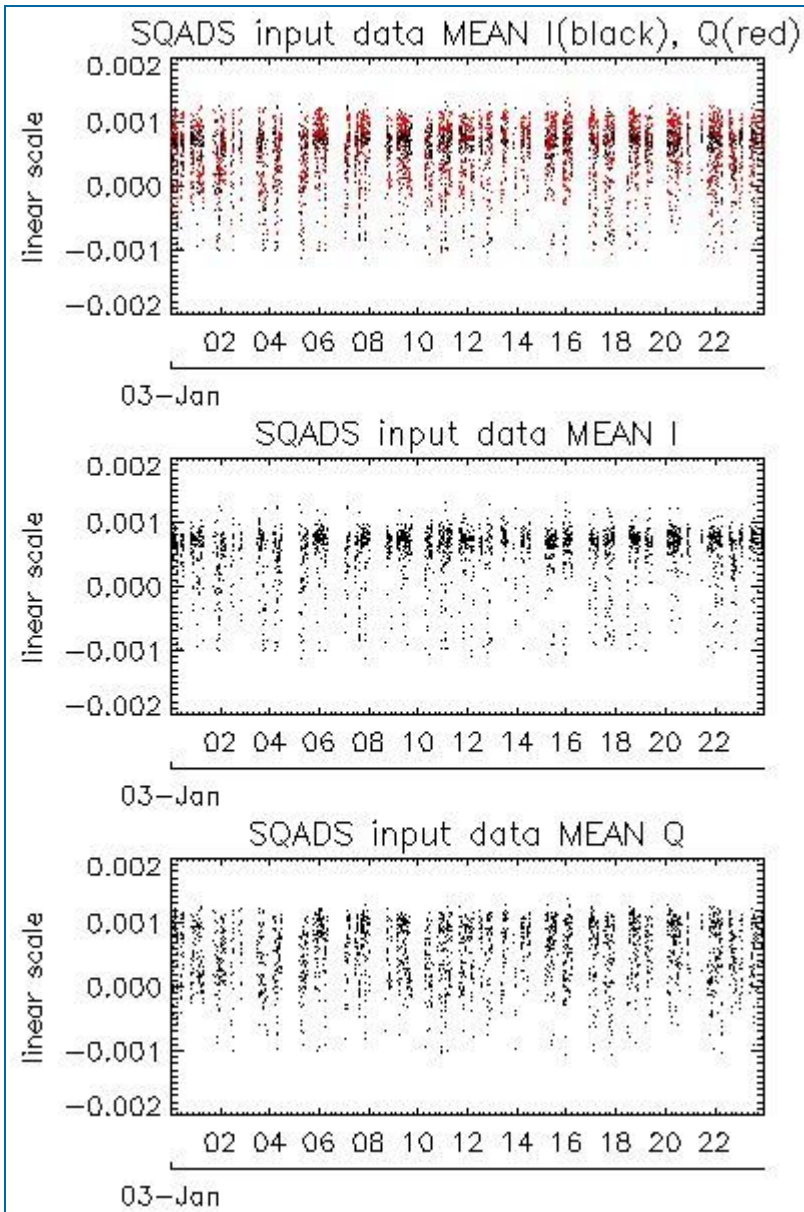 SQADS input data MEAN I(black), Q(red)
0.002
0.001
0.000
-0.001
-0.002
linear scale
02 04 06 08 10 12 14 16 18 20 22
03-Jan
SQADS input data MEAN I
0.002
0.001
0.000
-0.001
-0.002
linear scale
02 04 06 08 10 12 14 16 18 20 22
03-Jan
SQADS input data MEAN Q
0.002
0.001
0.000
-0.001
-0.002
linear scale
02 04 06 08 10 12 14 16 18 20 22
03-Jan